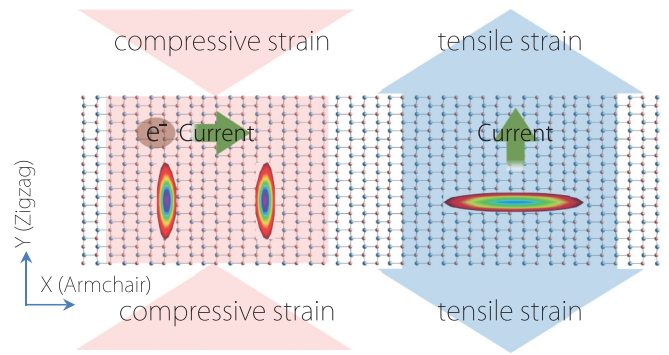 compressive strain
tensile strain
e⁻ Current
Current
Y (Zigzag)
X (Armchair)
compressive strain
tensile strain